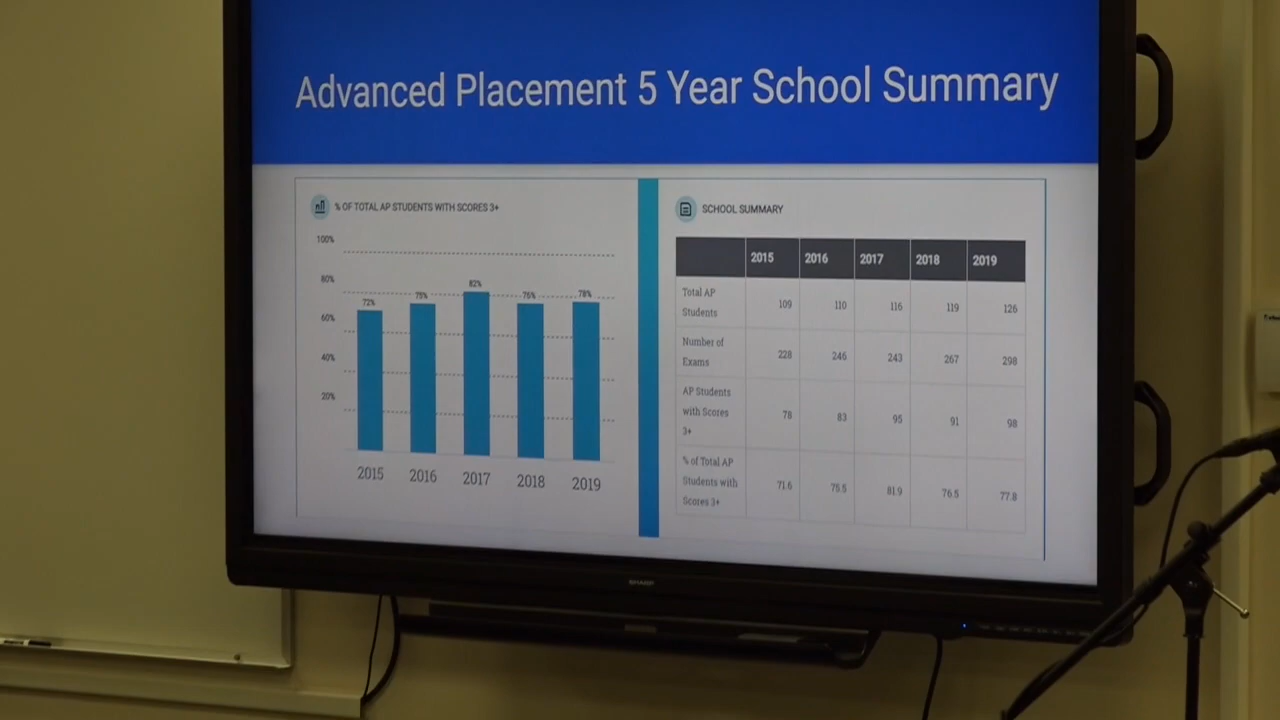 Advanced Placement 5 Year School Summary
% OF TOTAL AP STUDENTS WITH SCORES 3+
100%
80%
60%
40%
20%
72%
75%
82%
76%
78%
2015
2016
2017
2018
2019
SCHOOL SUMMARY
2015 2016 2017 2018 2019
Total AP
Students
109 110 116 119 126
Number of
Exams
228 246 243 267 298
AP Students
with Scores
3+
78 83 95 91 98
% of Total AP
Students with
Scores 3+
71.6 75.5 81.9 76.5 77.8
SHARP